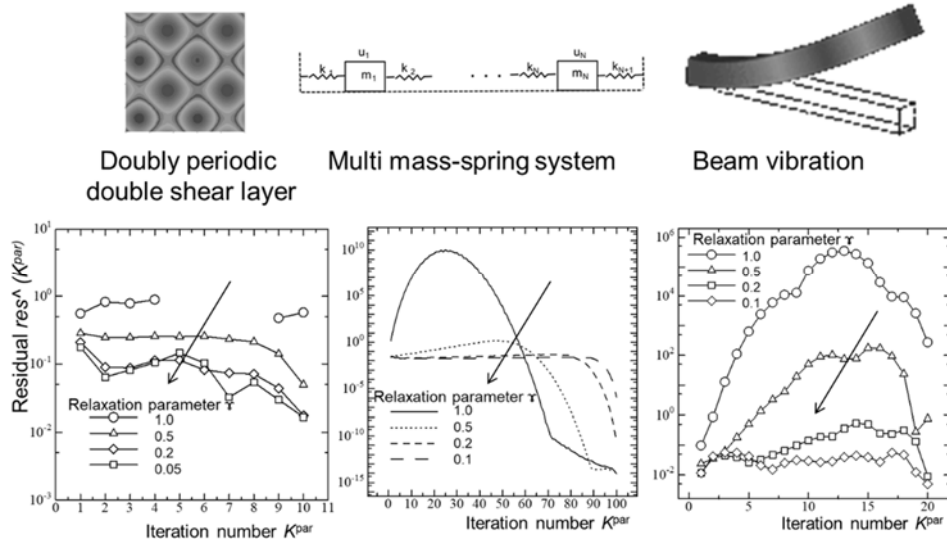 u1 uN
k1 m1 k2 . . . kN mN kN+1
Doubly periodic
double shear layer
Multi mass-spring system
Beam vibration
Residual res^ (Kpar)
10^1
10^0
10^-1
10^-2
10^-3
0 1 2 3 4 5 6 7 8 9 10 11
Iteration number Kpar
Relaxation parameter ϒ
1.0
0.5
0.2
0.05
10^10
10^5
10^0
10^-5
10^-10
10^-15
0 10 20 30 40 50 60 70 80 90 100
Iteration number Kpar
Relaxation parameter ϒ
1.0
0.5
0.2
0.1
10^6
10^4
10^2
10^0
10^-2
0 5 10 15 20
Iteration number Kpar
Relaxation parameter ϒ
1.0
0.5
0.2
0.1